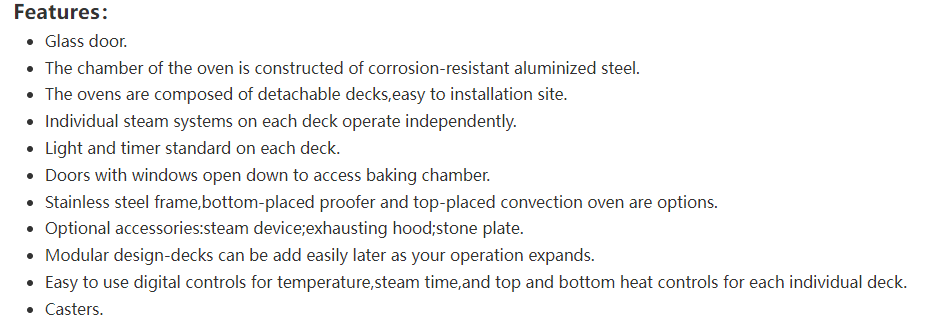 Features:
• Glass door.
• The chamber of the oven is constructed of corrosion-resistant aluminized steel.
• The ovens are composed of detachable decks,easy to installation site.
• Individual steam systems on each deck operate independently.
• Light and timer standard on each deck.
• Doors with windows open down to access baking chamber.
• Stainless steel frame,bottom-placed proofer and top-placed convection oven are options.
• Optional accessories:steam device;exhausting hood;stone plate.
• Modular design-decks can be add easily later as your operation expands.
• Easy to use digital controls for temperature,steam time,and top and bottom heat controls for each individual deck.
• Casters.